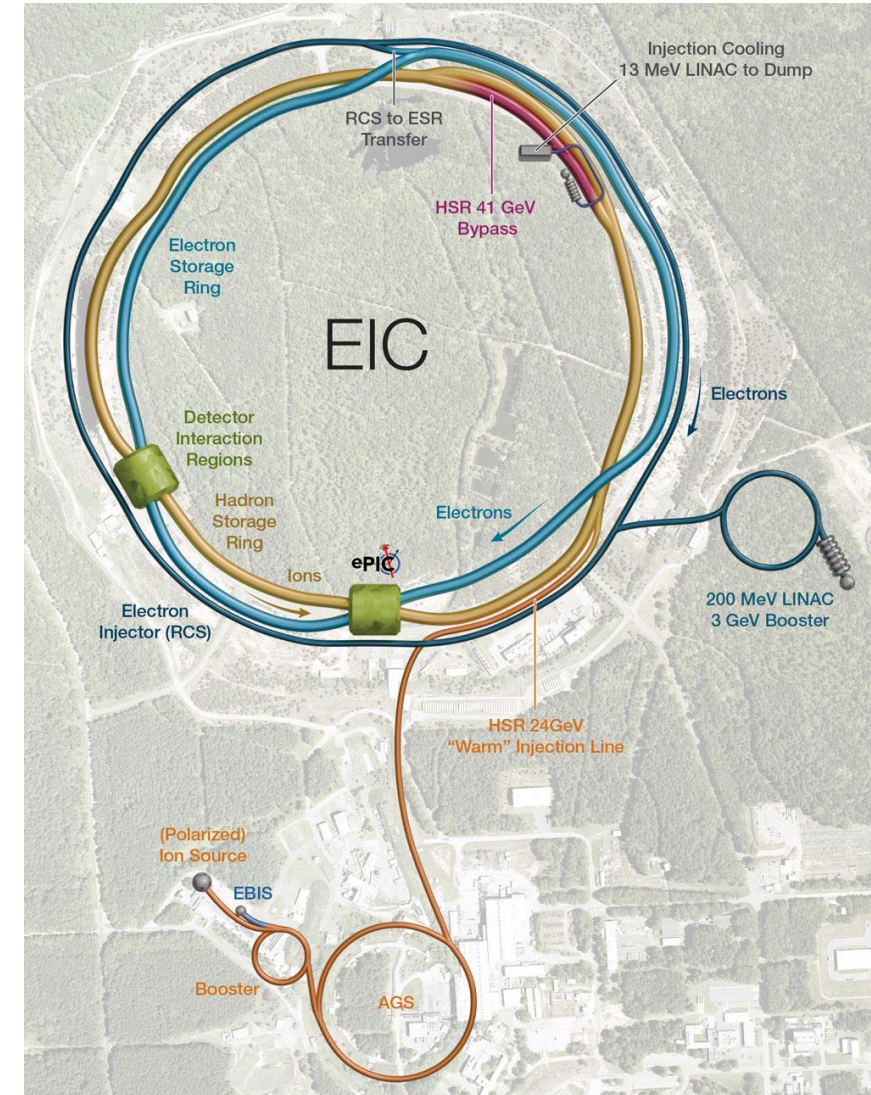 Injection Cooling
13 MeV LINAC to Dump
RCS to ESR
Transfer
HSR 41 GeV
Bypass
Electron
Storage
Ring
EIC
Electrons
Detector
Interaction
Regions
Hadron
Storage
Ring
Electrons
ePIC
Ions
Electron
Injector (RCS)
200 MeV LINAC
3 GeV Booster
HSR 24GeV
“Warm” Injection Line
(Polarized)
Ion Source
EBIS
Booster
AGS